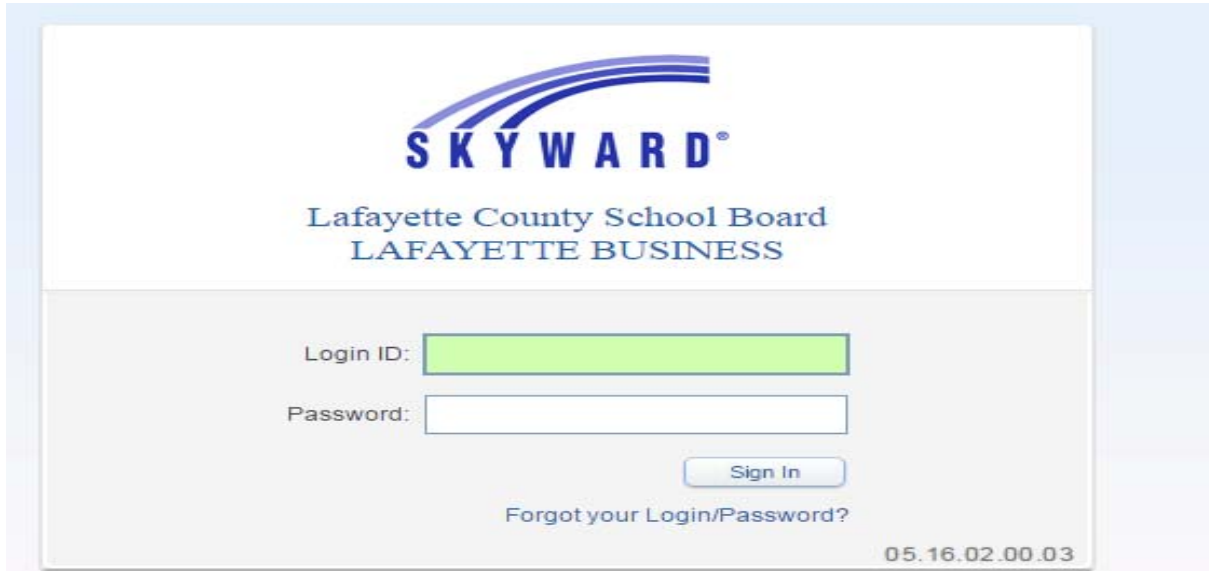 SKYWARD®
Lafayette County School Board
LAFAYETTE BUSINESS
Login ID:
Password:
Sign In
Forgot your Login/Password?
05.16.02.00.03